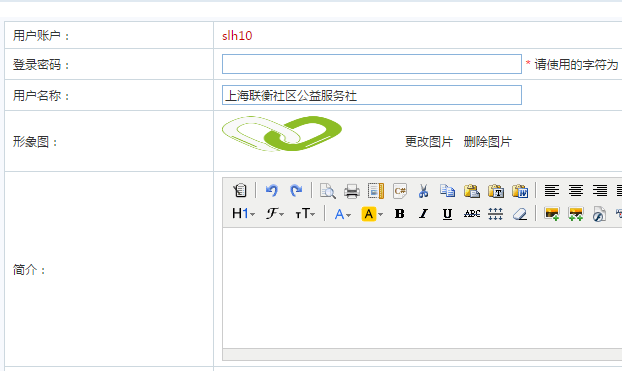 用户账户：
slh10
登录密码：
* 请使用的字符为
用户名称：
上海联衡社区公益服务社
形象图：
更改图片 删除图片
简介：
H1 ℱ тT A A B I U ABC